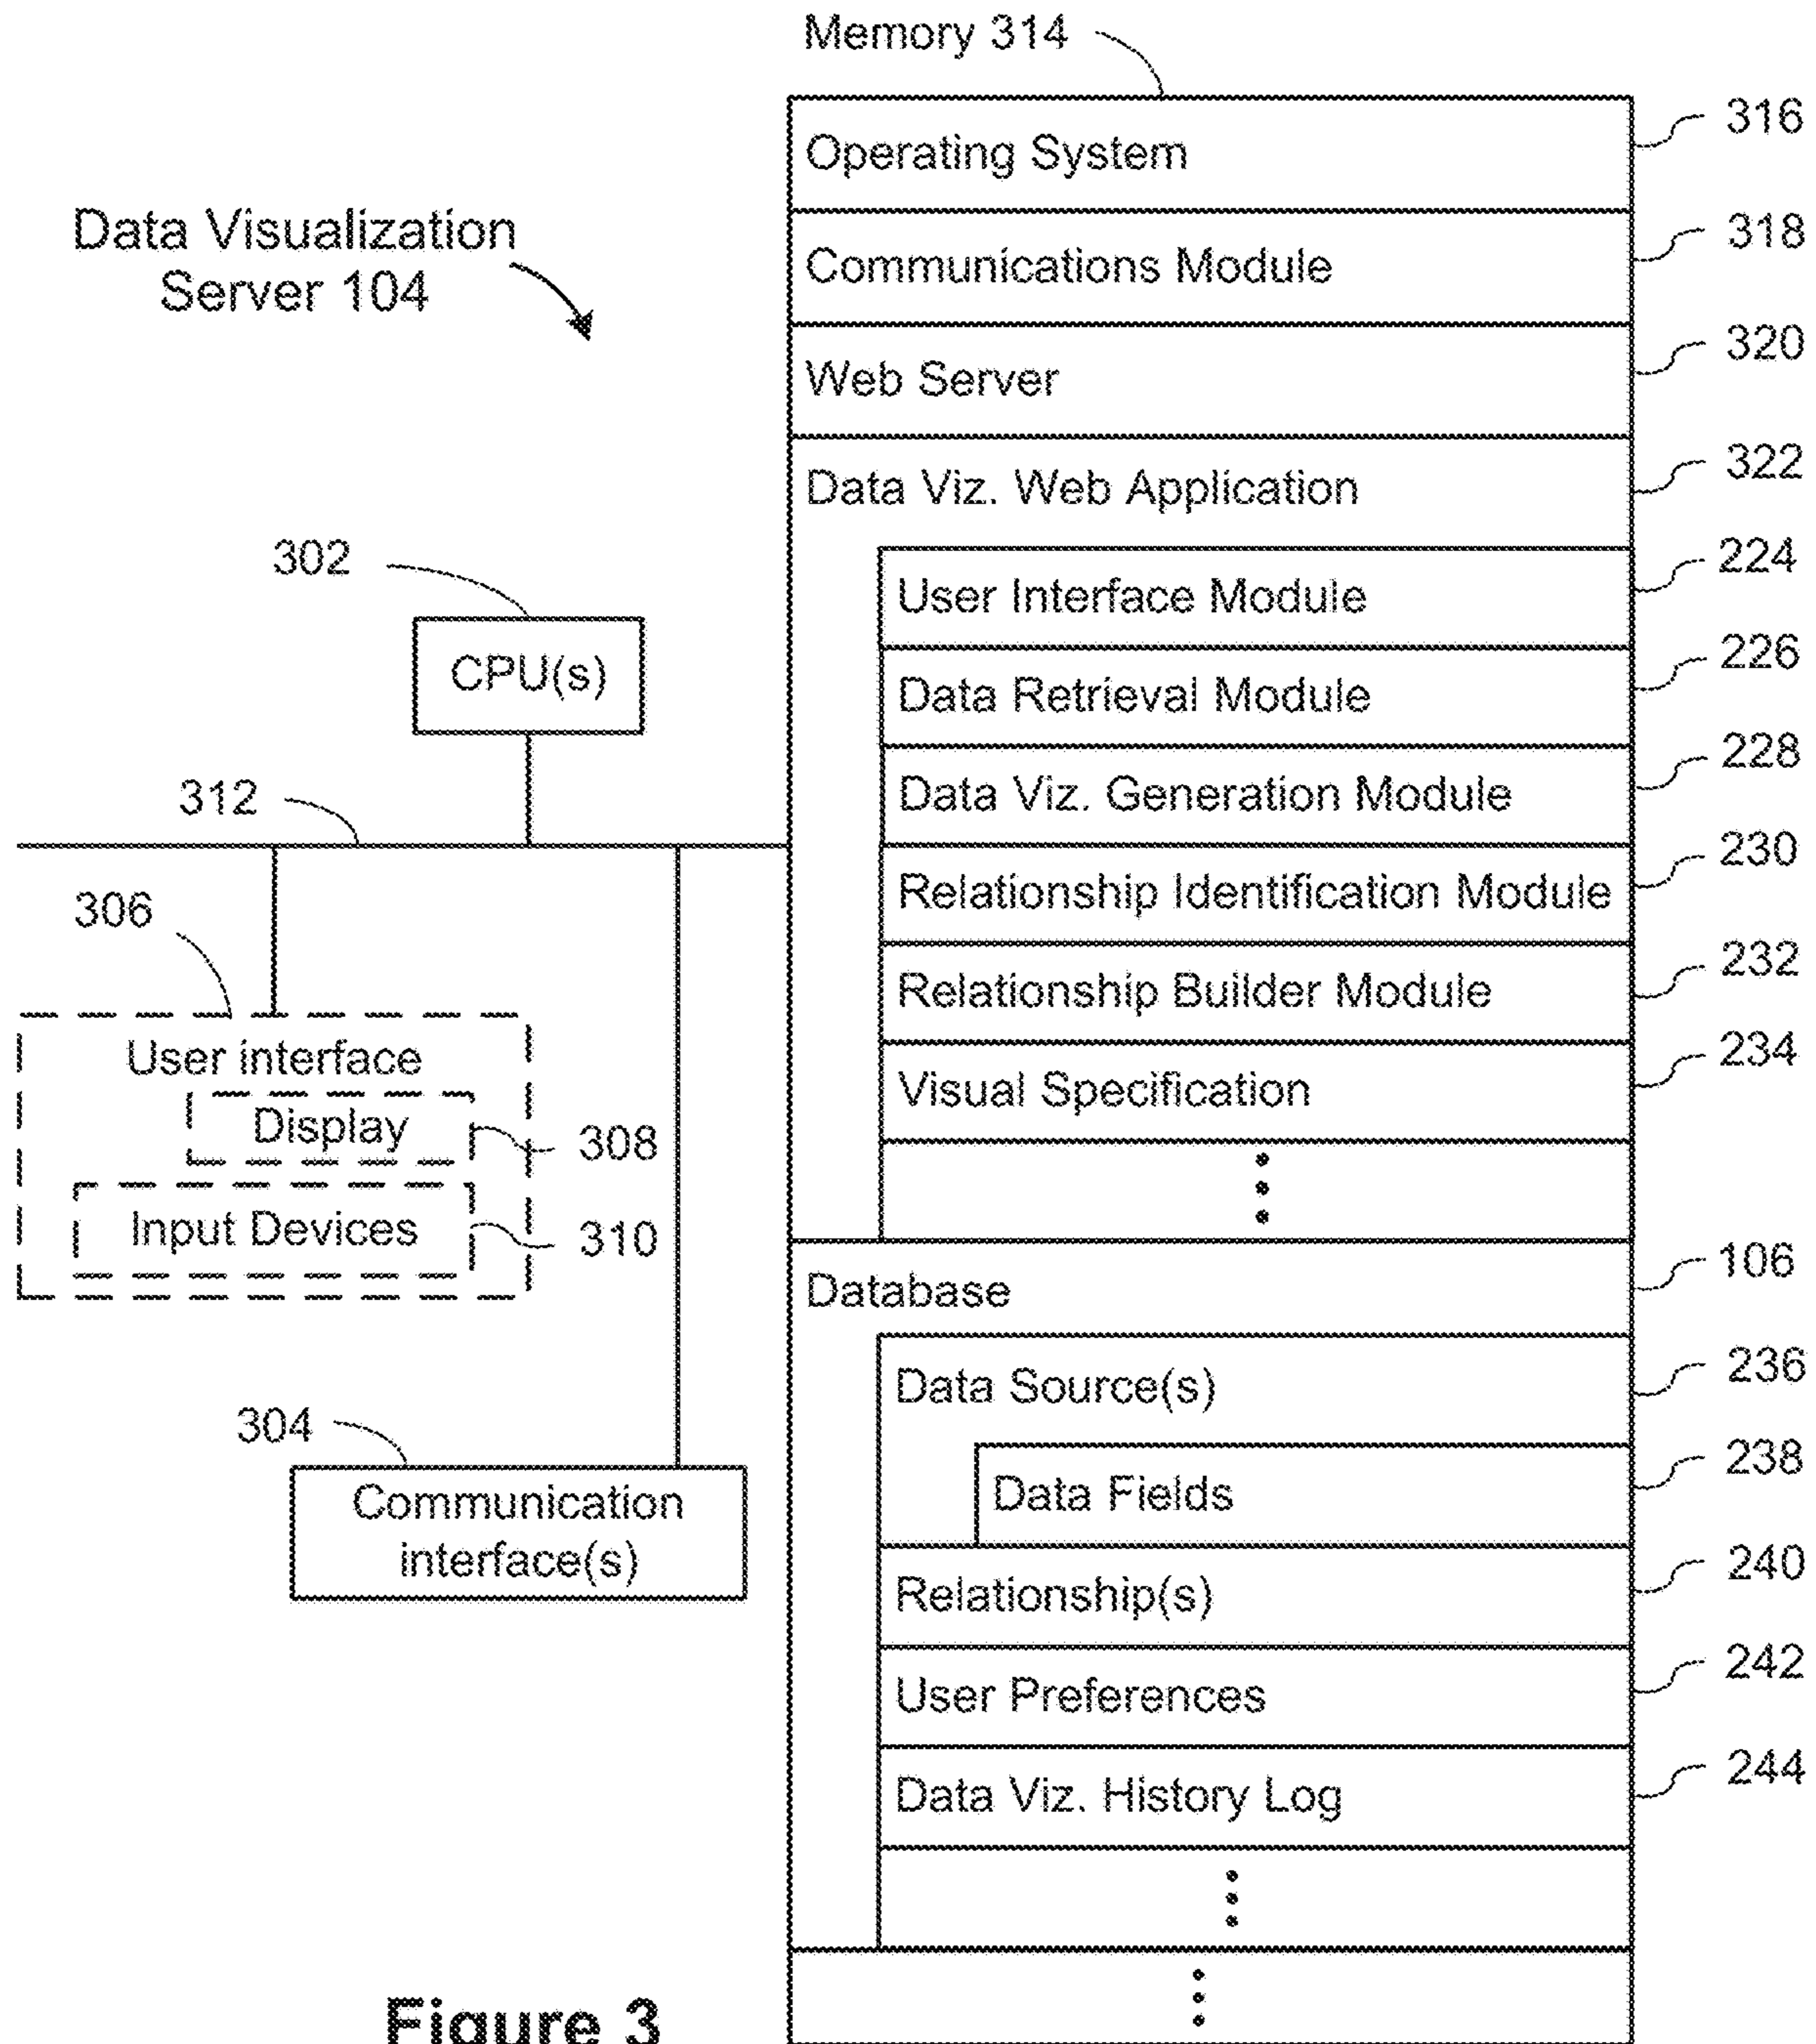 Memory 314
Operating System 316
Data Visualization
Server 104
Communications Module 318
Web Server 320
Data Viz. Web Application 322
User Interface Module 224
Data Retrieval Module 226
Data Viz. Generation Module 228
Relationship Identification Module 230
Relationship Builder Module 232
Visual Specification 234
302
CPU(s)
312
306
User interface
Display 308
Input Devices 310
304
Communication
interface(s)
Database 106
Data Source(s) 236
Data Fields 238
Relationship(s) 240
User Preferences 242
Data Viz. History Log 244
Figure 3